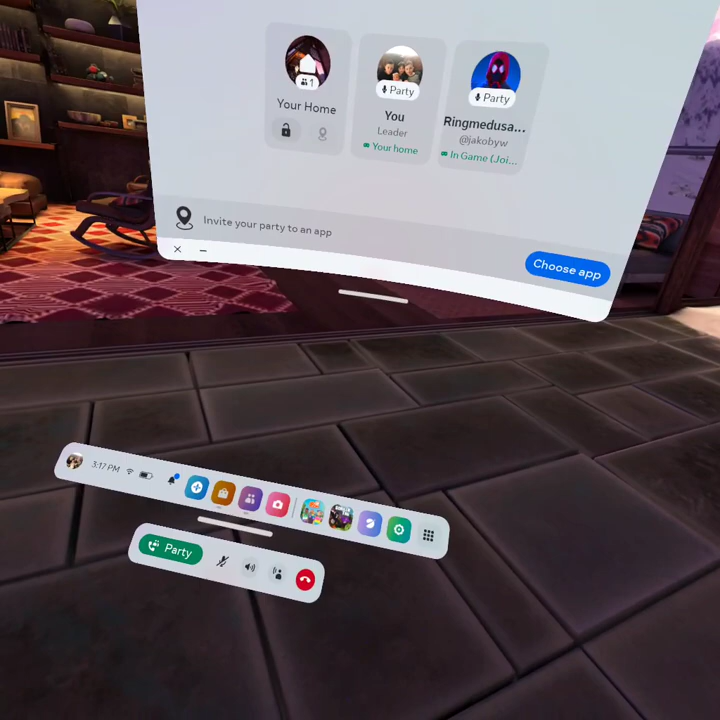 1
Party
Party
Your Home
You
Ringmedusa...
Leader
@jakobyw
Your home
In Game (Joi...
Invite your party to an app
Choose app
3:17 PM
Party